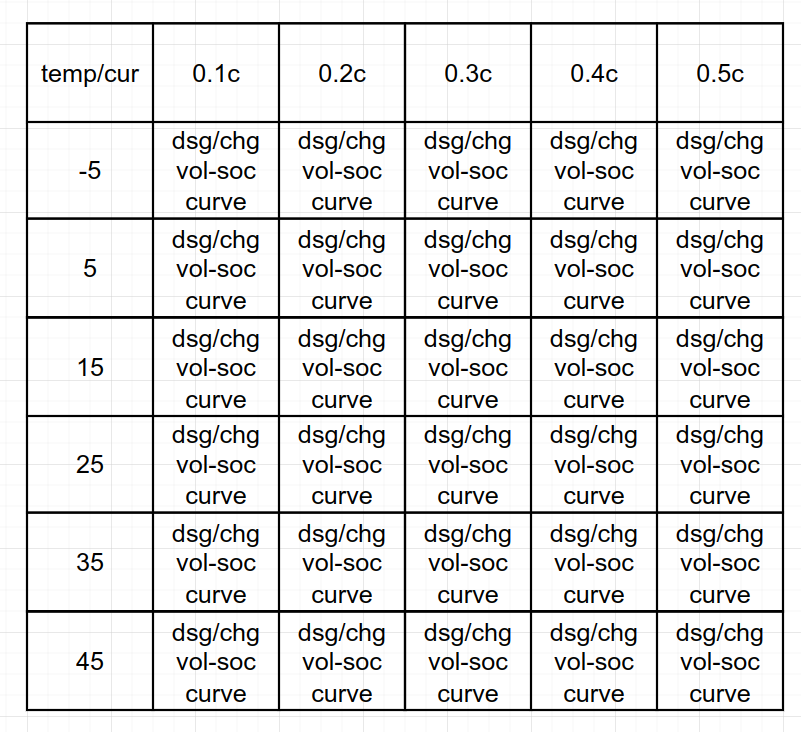 temp/cur 0.1c 0.2c 0.3c 0.4c 0.5c
dsg/chg dsg/chg dsg/chg dsg/chg dsg/chg
-5 vol-soc vol-soc vol-soc vol-soc vol-soc
curve curve curve curve curve
dsg/chg dsg/chg dsg/chg dsg/chg dsg/chg
5 vol-soc vol-soc vol-soc vol-soc vol-soc
curve curve curve curve curve
dsg/chg dsg/chg dsg/chg dsg/chg dsg/chg
15 vol-soc vol-soc vol-soc vol-soc vol-soc
curve curve curve curve curve
dsg/chg dsg/chg dsg/chg dsg/chg dsg/chg
25 vol-soc vol-soc vol-soc vol-soc vol-soc
curve curve curve curve curve
dsg/chg dsg/chg dsg/chg dsg/chg dsg/chg
35 vol-soc vol-soc vol-soc vol-soc vol-soc
curve curve curve curve curve
dsg/chg dsg/chg dsg/chg dsg/chg dsg/chg
45 vol-soc vol-soc vol-soc vol-soc vol-soc
curve curve curve curve curve